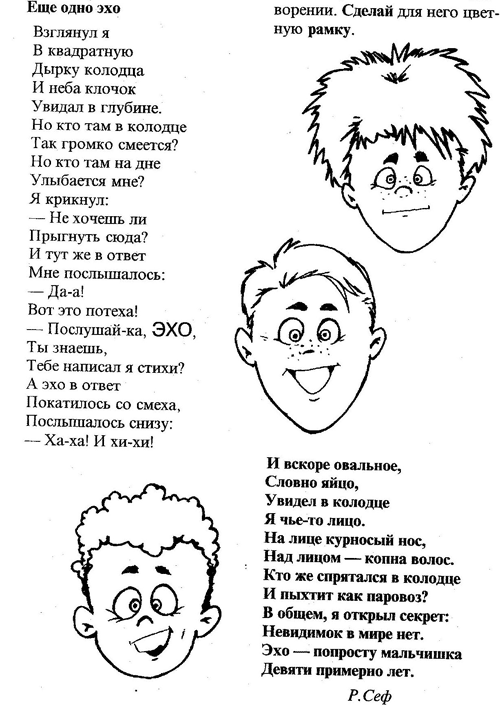 Еще одно эхо
Взглянул я
В квадратную
Дырку колодца
И неба клочок
Увидал в глубине.
Но кто там в колодце
Так громко смеется?
Но кто там на дне
Улыбается мне?
Я крикнул:
— Не хочешь ли
Прыгнуть сюда?
И тут же в ответ
Мне послышалось:
— Да-а!
Вот это потеха!
— Послушай-ка, ЭХО,
Ты знаешь,
Тебе написал я стихи?
А эхо в ответ
Покатилось со смеха,
Послышалось снизу:
— Ха-ха! И хи-хи!
ворении. Сделай для него цвет-
ную рамку.
И вскоре овальное,
Словно яйцо,
Увидел в колодце
Я чье-то лицо.
На лице курносый нос,
Над лицом — копна волос.
Кто же спрятался в колодце
И пыхтит как паровоз?
В общем, я открыл секрет:
Невидимок в мире нет.
Эхо — попросту мальчишка
Девяти примерно лет.
Р.Сеф